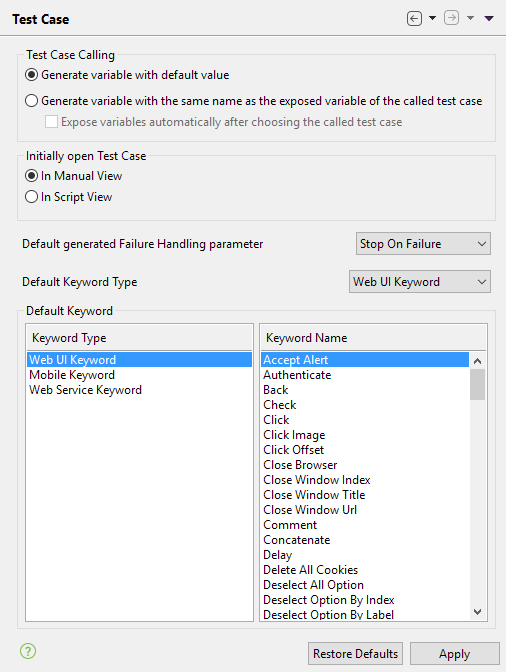 Test Case
Test Case Calling
Generate variable with default value
Generate variable with the same name as the exposed variable of the called test case
Expose variables automatically after choosing the called test case
Initially open Test Case
In Manual View
In Script View
Default generated Failure Handling parameter
Stop On Failure
Default Keyword Type
Web UI Keyword
Default Keyword
Keyword Type
Web UI Keyword
Mobile Keyword
Web Service Keyword
Keyword Name
Accept Alert
Authenticate
Back
Check
Click
Click Image
Click Offset
Close Browser
Close Window Index
Close Window Title
Close Window Url
Comment
Concatenate
Delay
Delete All Cookies
Deselect All Option
Deselect Option By Index
Deselect Option By Label
?
Restore Defaults
Apply